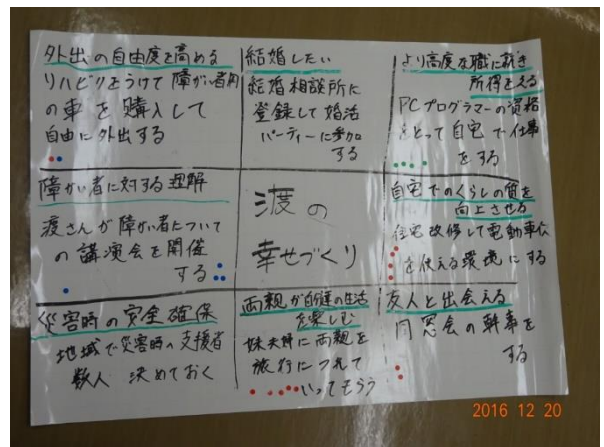 外出の自由度を高める
リハビリをうけて障がい者用
の車を購入して
自由に外出する
結婚したい
結婚相談所に
登録して婚活
パーティーに参加
する
より高度な職に就き
所得をえる
PCプログラマーの資格
をとって自宅で仕事
をする
障がい者に対する理解
渡さんが障がい者について
の講演会を開催
する
渡の
幸せづくり
自宅でのくらしの質を
向上させる
住宅改修して電動車イス
を使える環境にする
災害時の安全確保
地域で災害時の支援者
数人 決めておく
両親が自分達の生活
を楽しむ
妹夫婦に両親を
旅行につれて
いってもらう
友人と出会える
同窓会の幹事を
する
2016 12 20